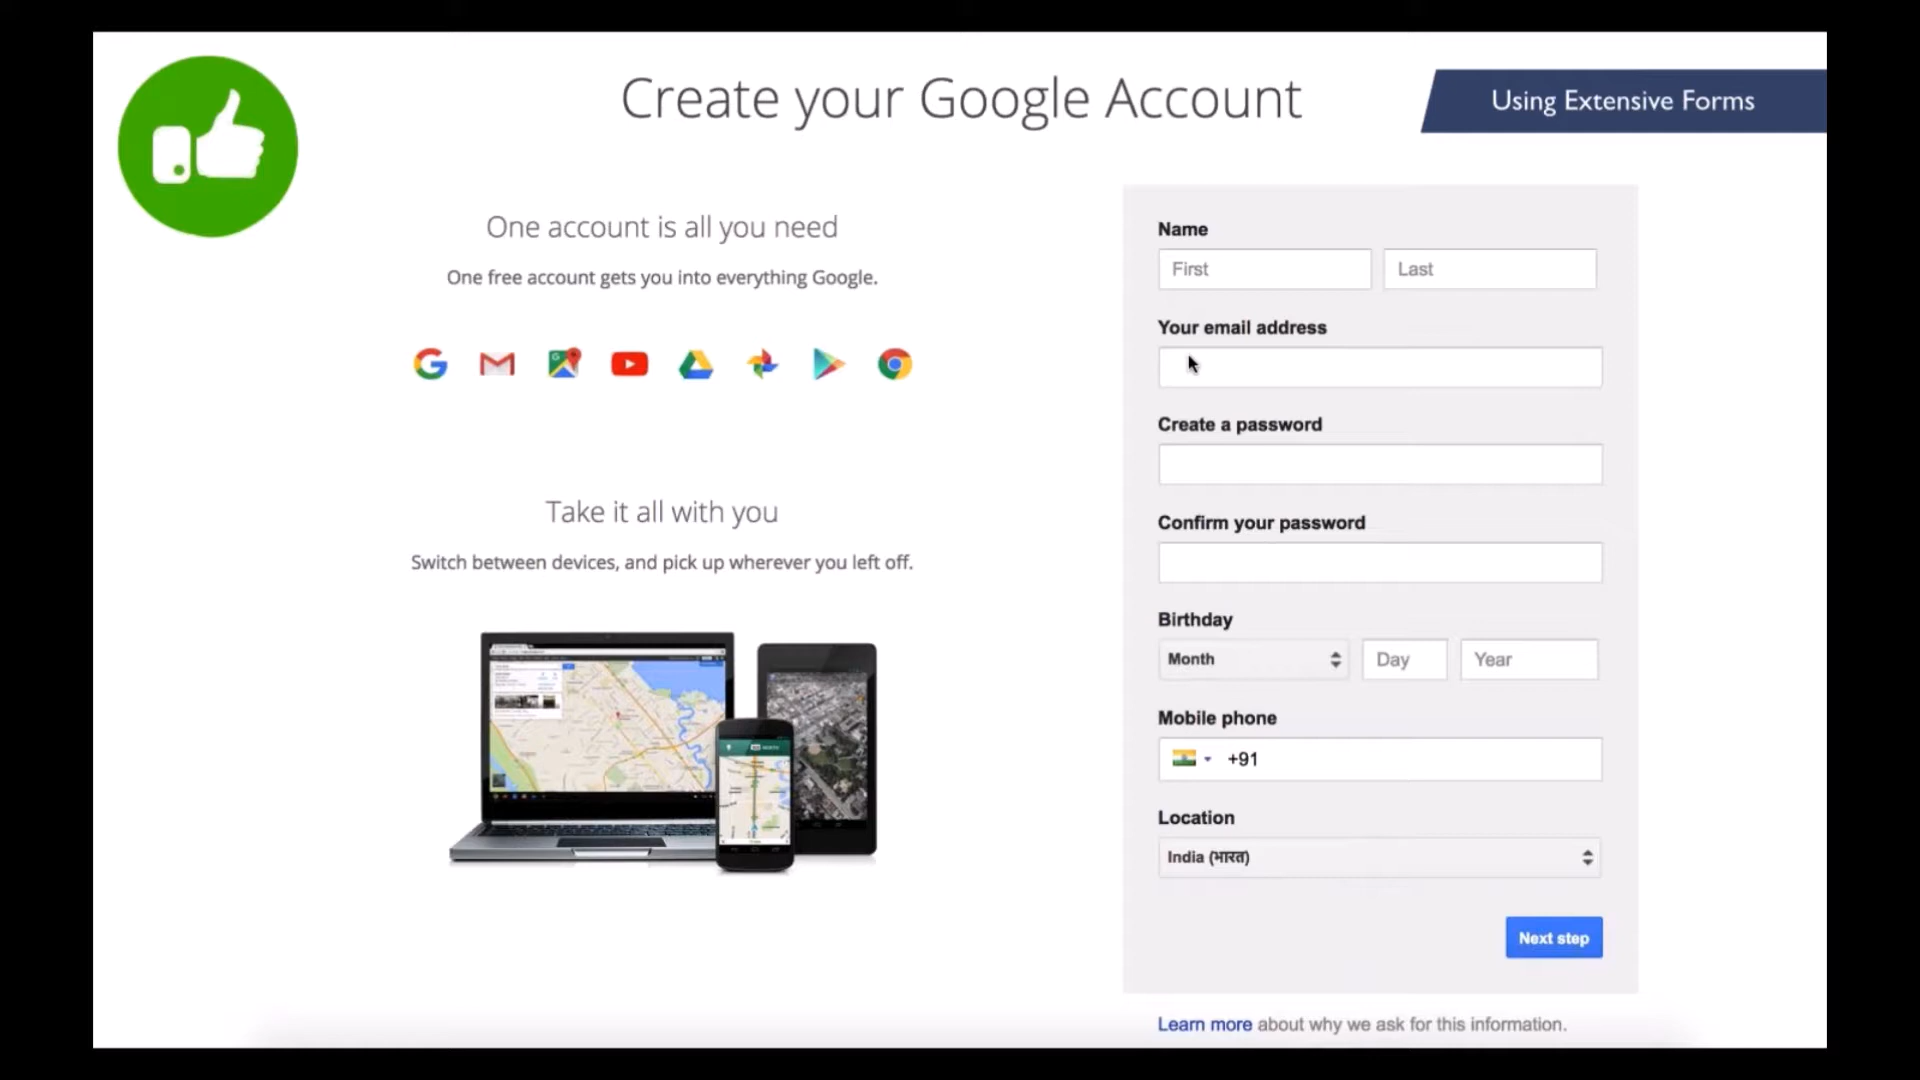 Create your Google Account
Using Extensive Forms
One account is all you need
One free account gets you into everything Google.
Take it all with you
Switch between devices, and pick up wherever you left off.
Name
First Last
Your email address
Create a password
Confirm your password
Birthday
Month Day Year
Mobile phone
+91
Location
India (भारत)
Next step
Learn more about why we ask for this information.